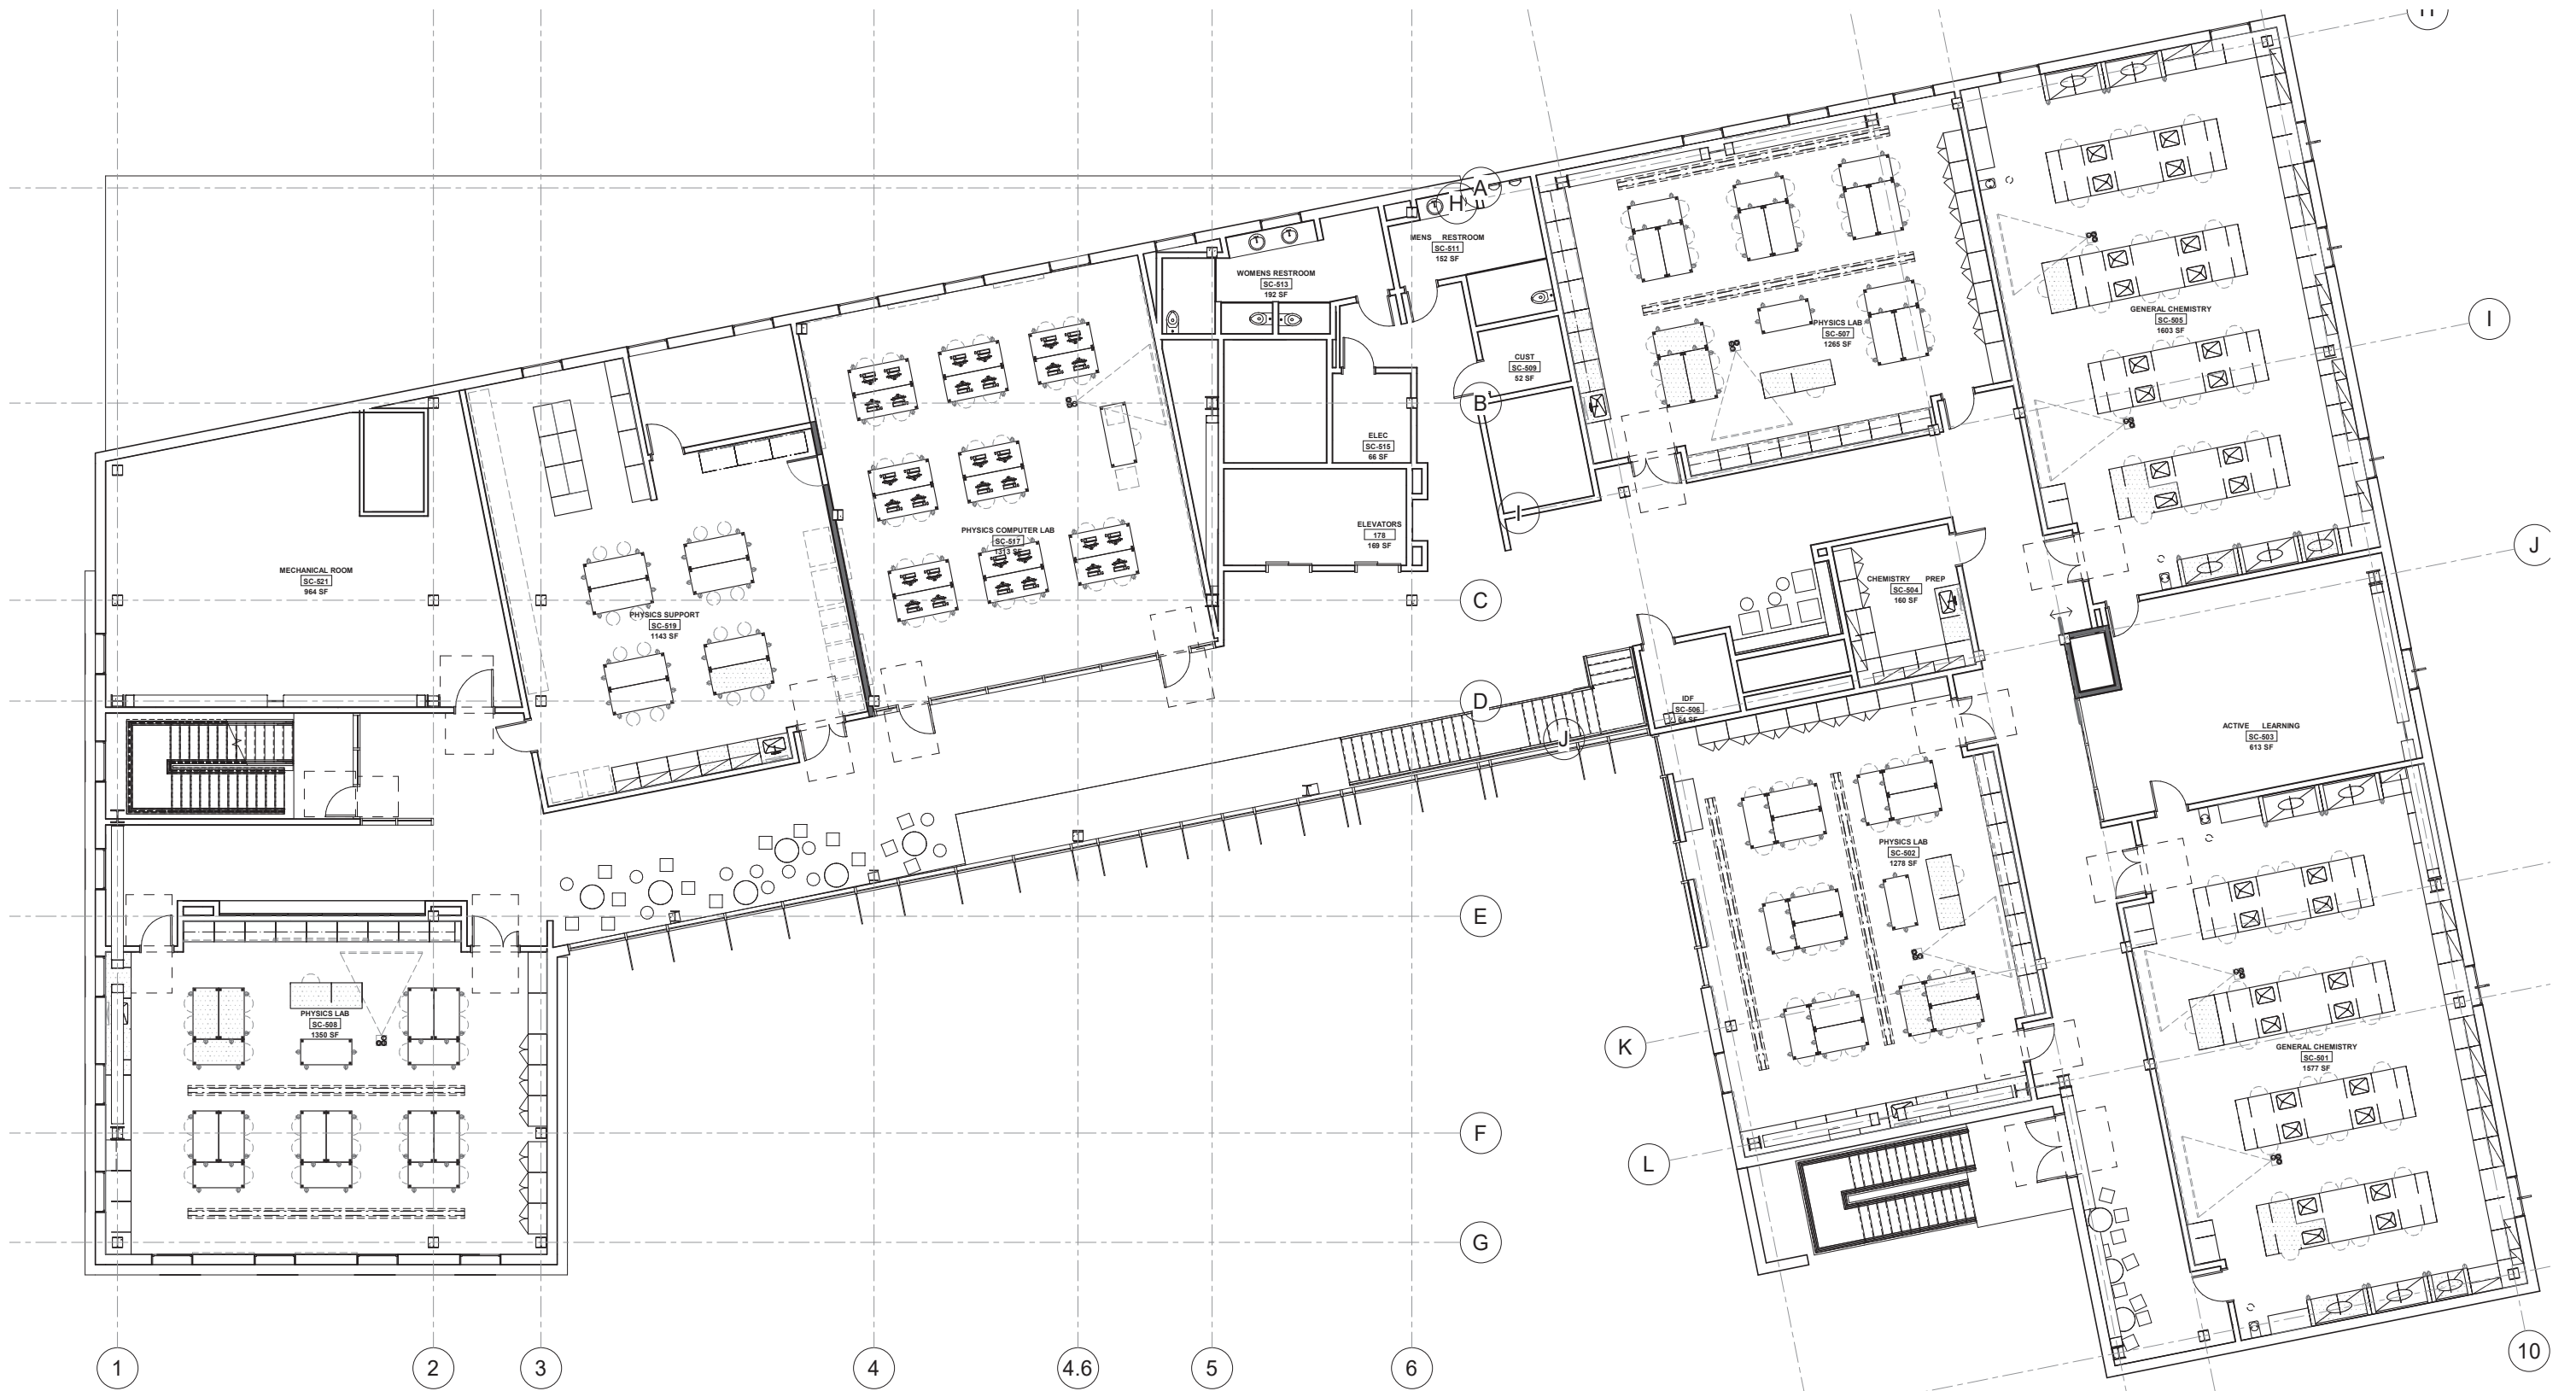 H
A
H
MENS RESTROOM
SC-511
152 SF
WOMENS RESTROOM
SC-513
192 SF
GENERAL CHEMISTRY
SC-505
1603 SF
I
PHYSICS LAB
SC-507
1265 SF
CUST
SC-509
52 SF
B
ELEC
SC-515
66 SF
I
ELEVATORS
178
169 SF
PHYSICS COMPUTER LAB
SC-517
1313 SF
J
MECHANICAL ROOM
SC-521
964 SF
CHEMISTRY PREP
SC-504
160 SF
C
PHYSICS SUPPORT
SC-519
1143 SF
D
IDF
SC-506
64 SF
J
ACTIVE LEARNING
SC-503
613 SF
PHYSICS LAB
SC-502
1278 SF
E
PHYSICS LAB
SC-508
1350 SF
K
GENERAL CHEMISTRY
SC-501
1577 SF
F
L
G
1
2
3
4
4.6
5
6
10